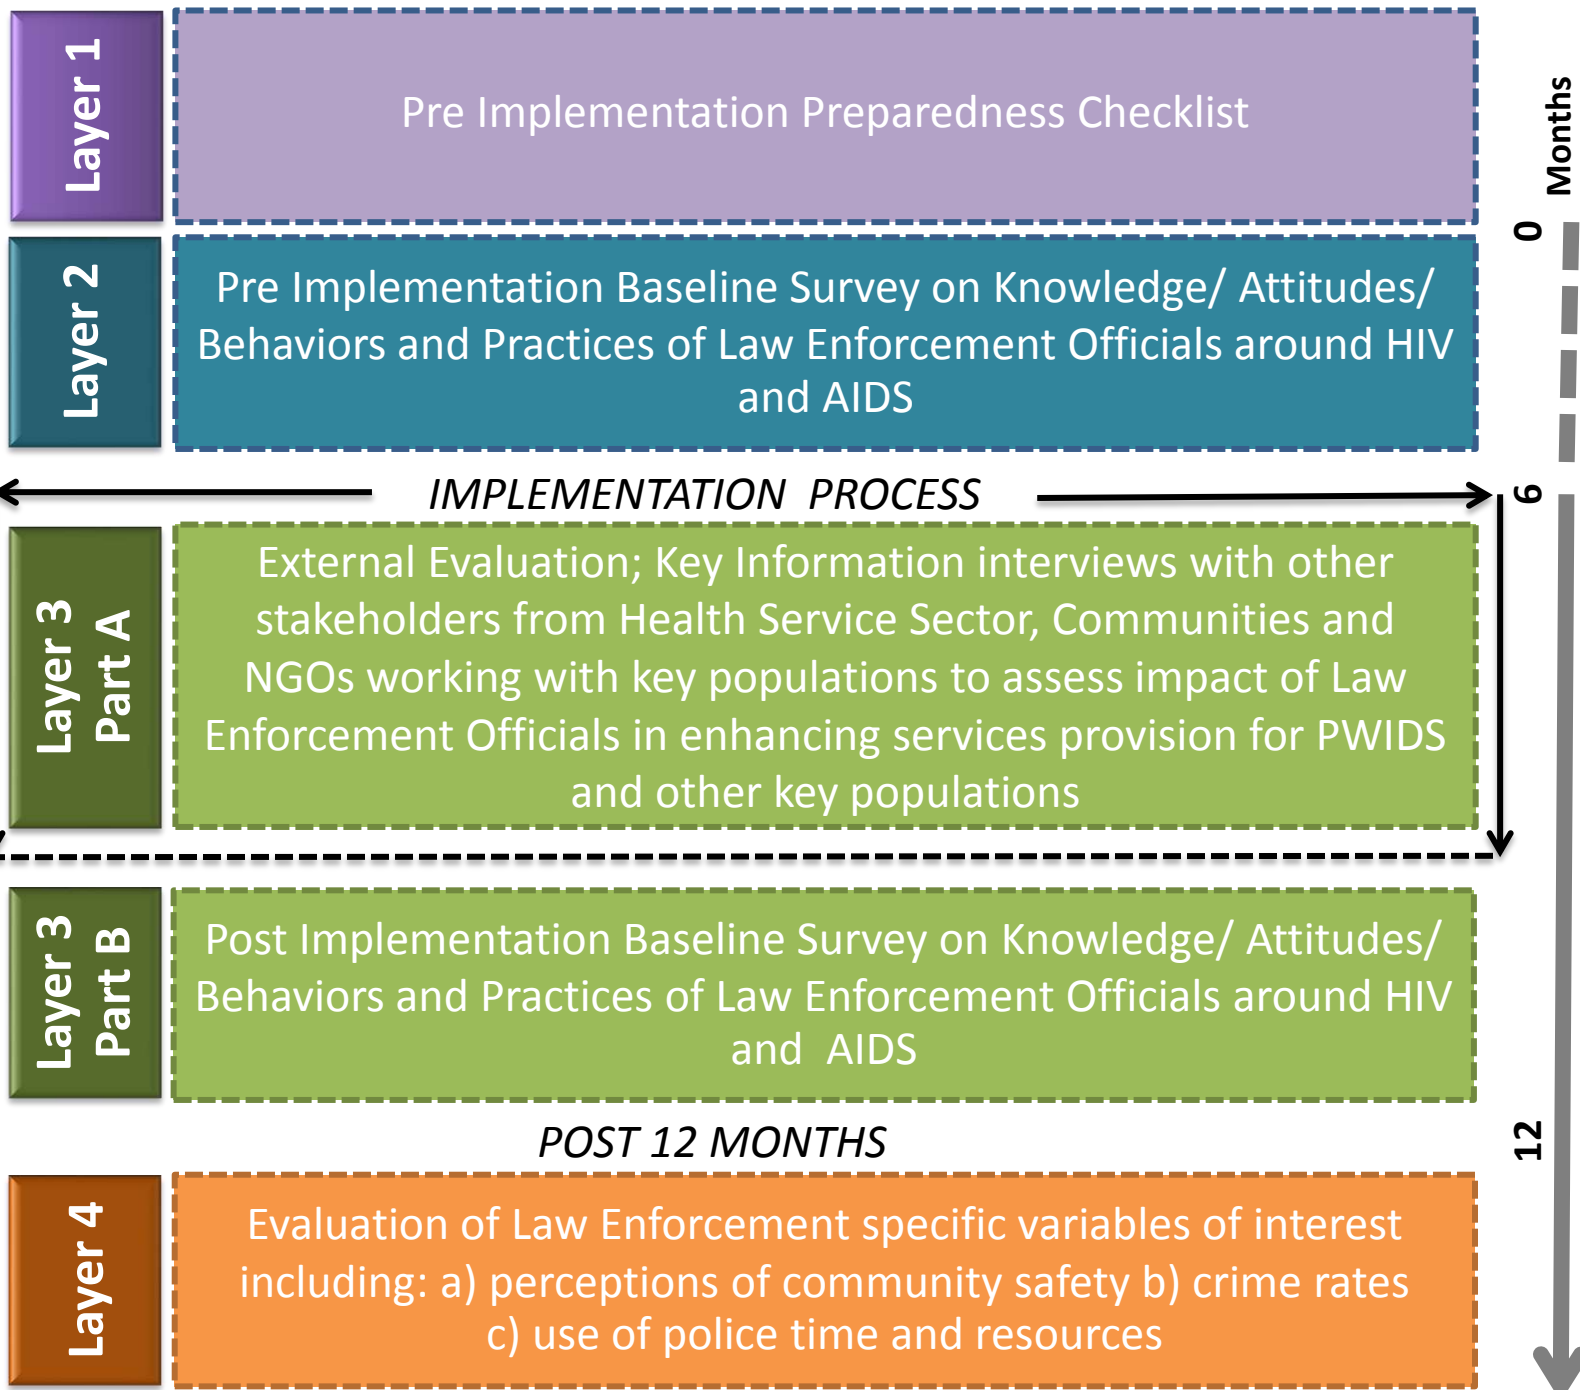 Layer 1
Pre Implementation Preparedness Checklist
Months
0
Layer 2
Pre Implementation Baseline Survey on Knowledge/ Attitudes/
Behaviors and Practices of Law Enforcement Officials around HIV
and AIDS
IMPLEMENTATION PROCESS
6
Layer 3
Part A
External Evaluation; Key Information interviews with other
stakeholders from Health Service Sector, Communities and
NGOs working with key populations to assess impact of Law
Enforcement Officials in enhancing services provision for PWIDS
and other key populations
Layer 3
Part B
Post Implementation Baseline Survey on Knowledge/ Attitudes/
Behaviors and Practices of Law Enforcement Officials around HIV
and AIDS
POST 12 MONTHS
12
Layer 4
Evaluation of Law Enforcement specific variables of interest
including: a) perceptions of community safety b) crime rates
c) use of police time and resources